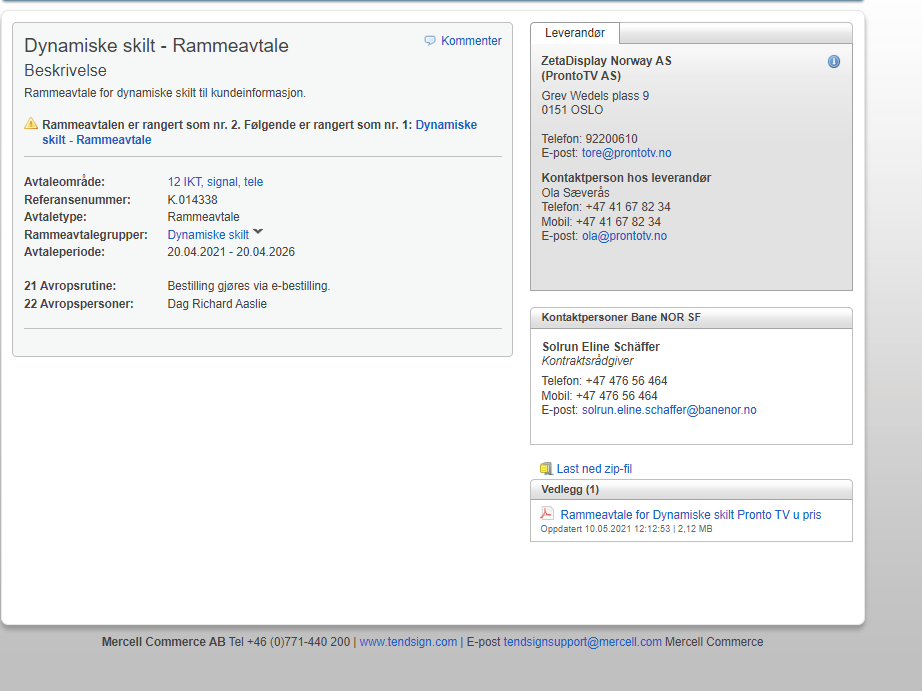 Dynamiske skilt - Rammeavtale
Kommenter
Beskrivelse
Rammeavtale for dynamiske skilt til kundeinformasjon.
Rammeavtalen er rangert som nr. 2. Følgende er rangert som nr. 1: Dynamiske
skilt - Rammeavtale
Avtaleområde: 12 IKT, signal, tele
Referansenummer: K.014338
Avtaletype: Rammeavtale
Rammeavtalegrupper: Dynamiske skilt
Avtaleperiode: 20.04.2021 - 20.04.2026
21 Avropsrutine: Bestilling gjøres via e-bestilling.
22 Avropspersoner: Dag Richard Aaslie
Leverandør
ZetaDisplay Norway AS
(ProntoTV AS)
Grev Wedels plass 9
0151 OSLO
Telefon: 92200610
E-post: tore@prontotv.no
Kontaktperson hos leverandør
Ola Sæverås
Telefon: +47 41 67 82 34
Mobil: +47 41 67 82 34
E-post: ola@prontotv.no
Kontaktpersoner Bane NOR SF
Solrun Eline Schäffer
Kontraktsrådgiver
Telefon: +47 476 56 464
Mobil: +47 476 56 464
E-post: solrun.eline.schaffer@banenor.no
Last ned zip-fil
Vedlegg (1)
Rammeavtale for Dynamiske skilt Pronto TV u pris
Oppdatert 10.05.2021 12:12:53 | 2,12 MB
Mercell Commerce AB Tel +46 (0)771-440 200 | www.tendsign.com | E-post tendsignsupport@mercell.com Mercell Commerce